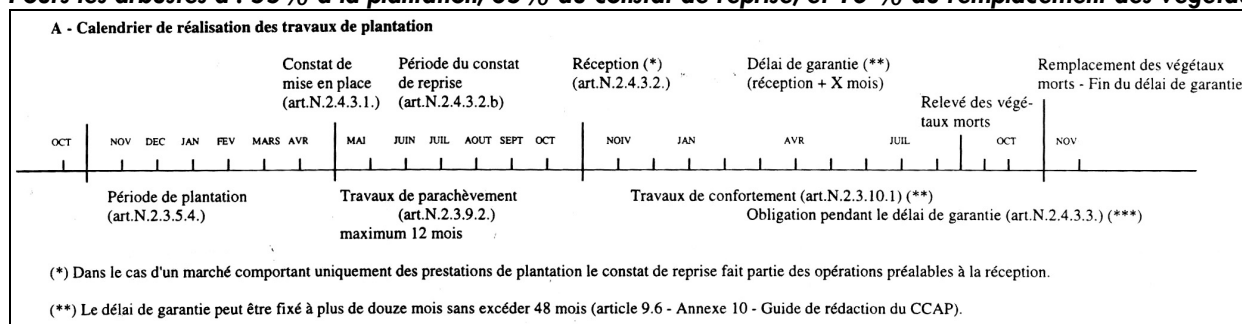 A - Calendrier de réalisation des travaux de plantation
Constat de mise en place (art.N.2.4.3.1.)
Période du constat de reprise (art.N.2.4.3.2.b)
Réception (*) (art.N.2.4.3.2.)
Délai de garantie (**) (réception + X mois)
Relevé des végé- taux morts
Remplacement des végétaux morts - Fin du délai de garantie
OCT NOV DEC JAN FEV MARS AVR MAI JUIN JUIL AOUT SEPT OCT NOIV JAN AVR JUIL OCT NOV
Période de plantation (art.N.2.3.5.4.)
Travaux de parachèvement (art.N.2.3.9.2.) maximum 12 mois
Travaux de confortement (art.N.2.3.10.1) (**)
Obligation pendant le délai de garantie (art.N.2.4.3.3.) (***)
(*) Dans le cas d'un marché comportant uniquement des prestations de plantation le constat de reprise fait partie des opérations préalables à la réception.
(**) Le délai de garantie peut être fixé à plus de douze mois sans excéder 48 mois (article 9.6 - Annexe 10 - Guide de rédaction du CCAP).